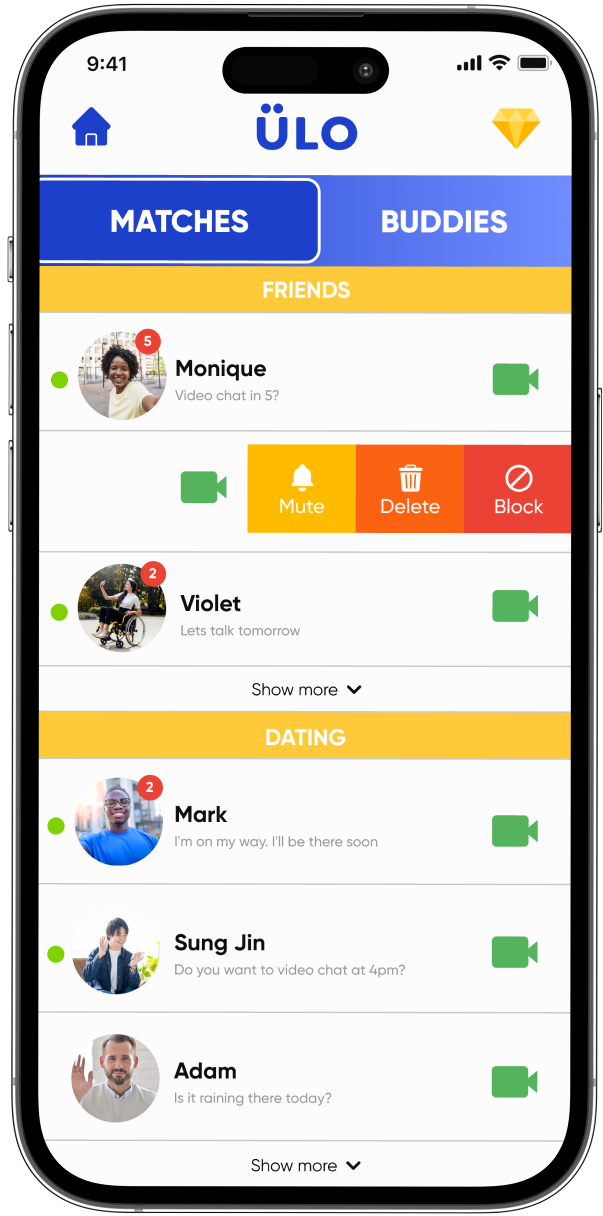 9:41
ÜLO
MATCHES BUDDIES
FRIENDS
5
Monique
Video chat in 5?
Mute Delete Block
2
Violet
Lets talk tomorrow
Show more
DATING
2
Mark
I'm on my way. I'll be there soon
Sung Jin
Do you want to video chat at 4pm?
Adam
Is it raining there today?
Show more